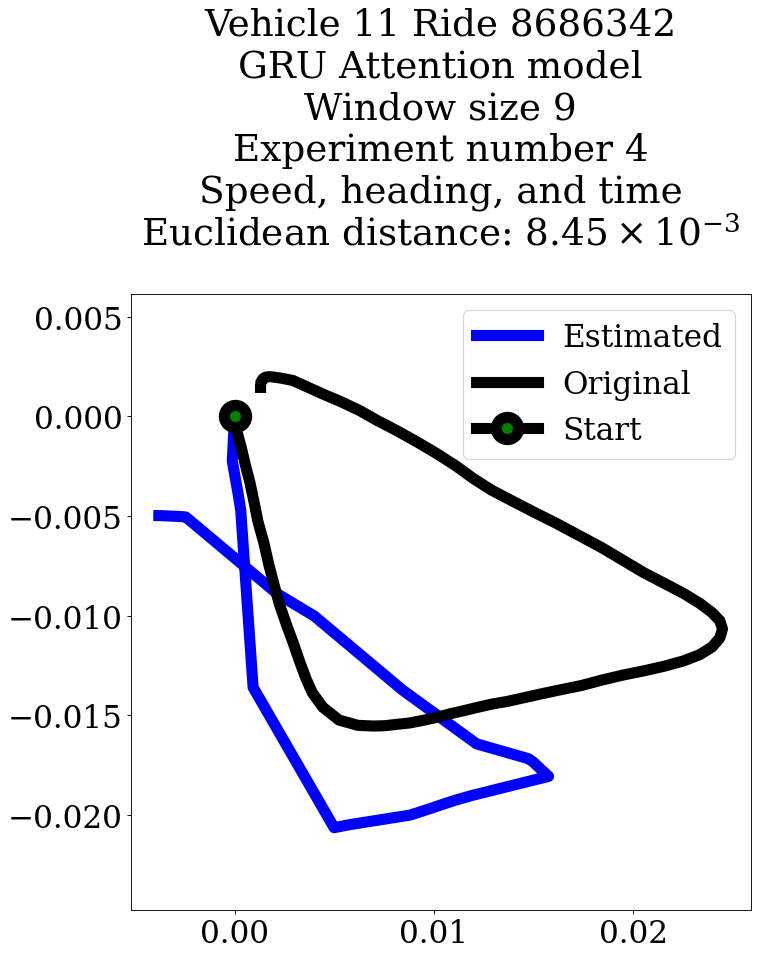 Vehicle 11 Ride 8686342
GRU Attention model
Window size 9
Experiment number 4
Speed, heading, and time
Euclidean distance: 8.45 × 10⁻³
Estimated
Original
Start
0.005
0.000
−0.005
−0.010
−0.015
−0.020
0.00 0.01 0.02